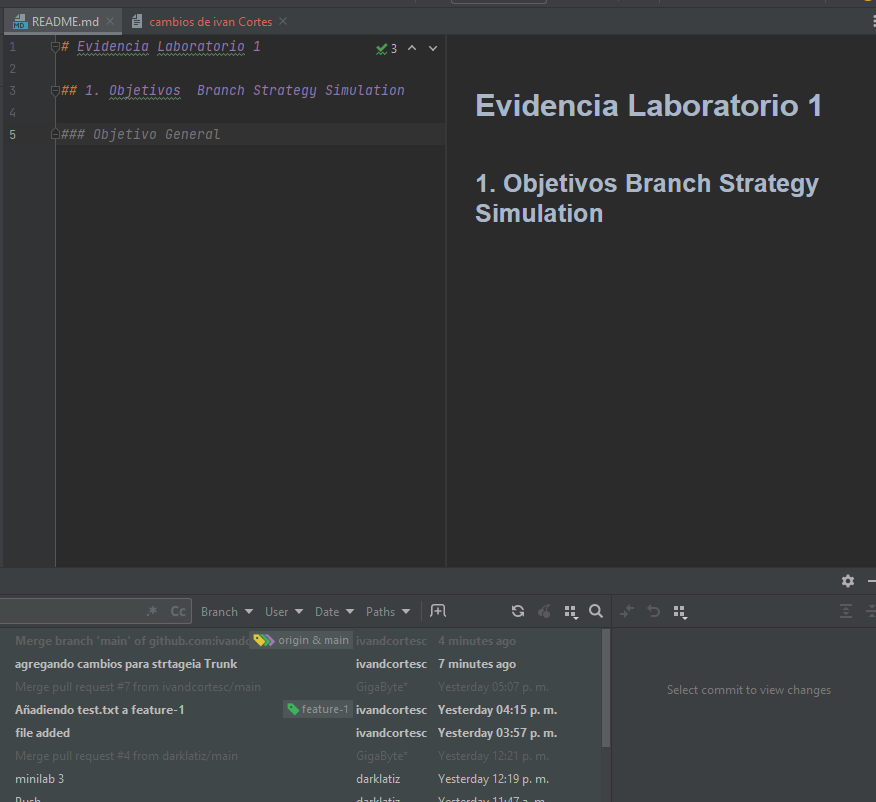 README.md cambios de ivan Cortes
1 # Evidencia Laboratorio 1 3
2
3 ## 1. Objetivos  Branch Strategy Simulation
4
5 ### Objetivo General
Evidencia Laboratorio 1
1. Objetivos Branch Strategy
Simulation
.* Cc Branch User Date Paths
Merge branch 'main' of github.com:ivand origin & main ivandcortesc 4 minutes ago
agregando cambios para strtageia Trunk ivandcortesc 7 minutes ago
Merge pull request #7 from ivandcortesc/main GigaByte* Yesterday 05:07 p. m.
Añadiendo test.txt a feature-1 feature-1 ivandcortesc Yesterday 04:15 p. m.
file added ivandcortesc Yesterday 03:57 p. m.
Merge pull request #4 from darklatiz/main GigaByte* Yesterday 12:21 p. m.
minilab 3 darklatiz Yesterday 12:19 p. m.
Push darklatiz Yesterday 11:47 a. m.
Select commit to view changes